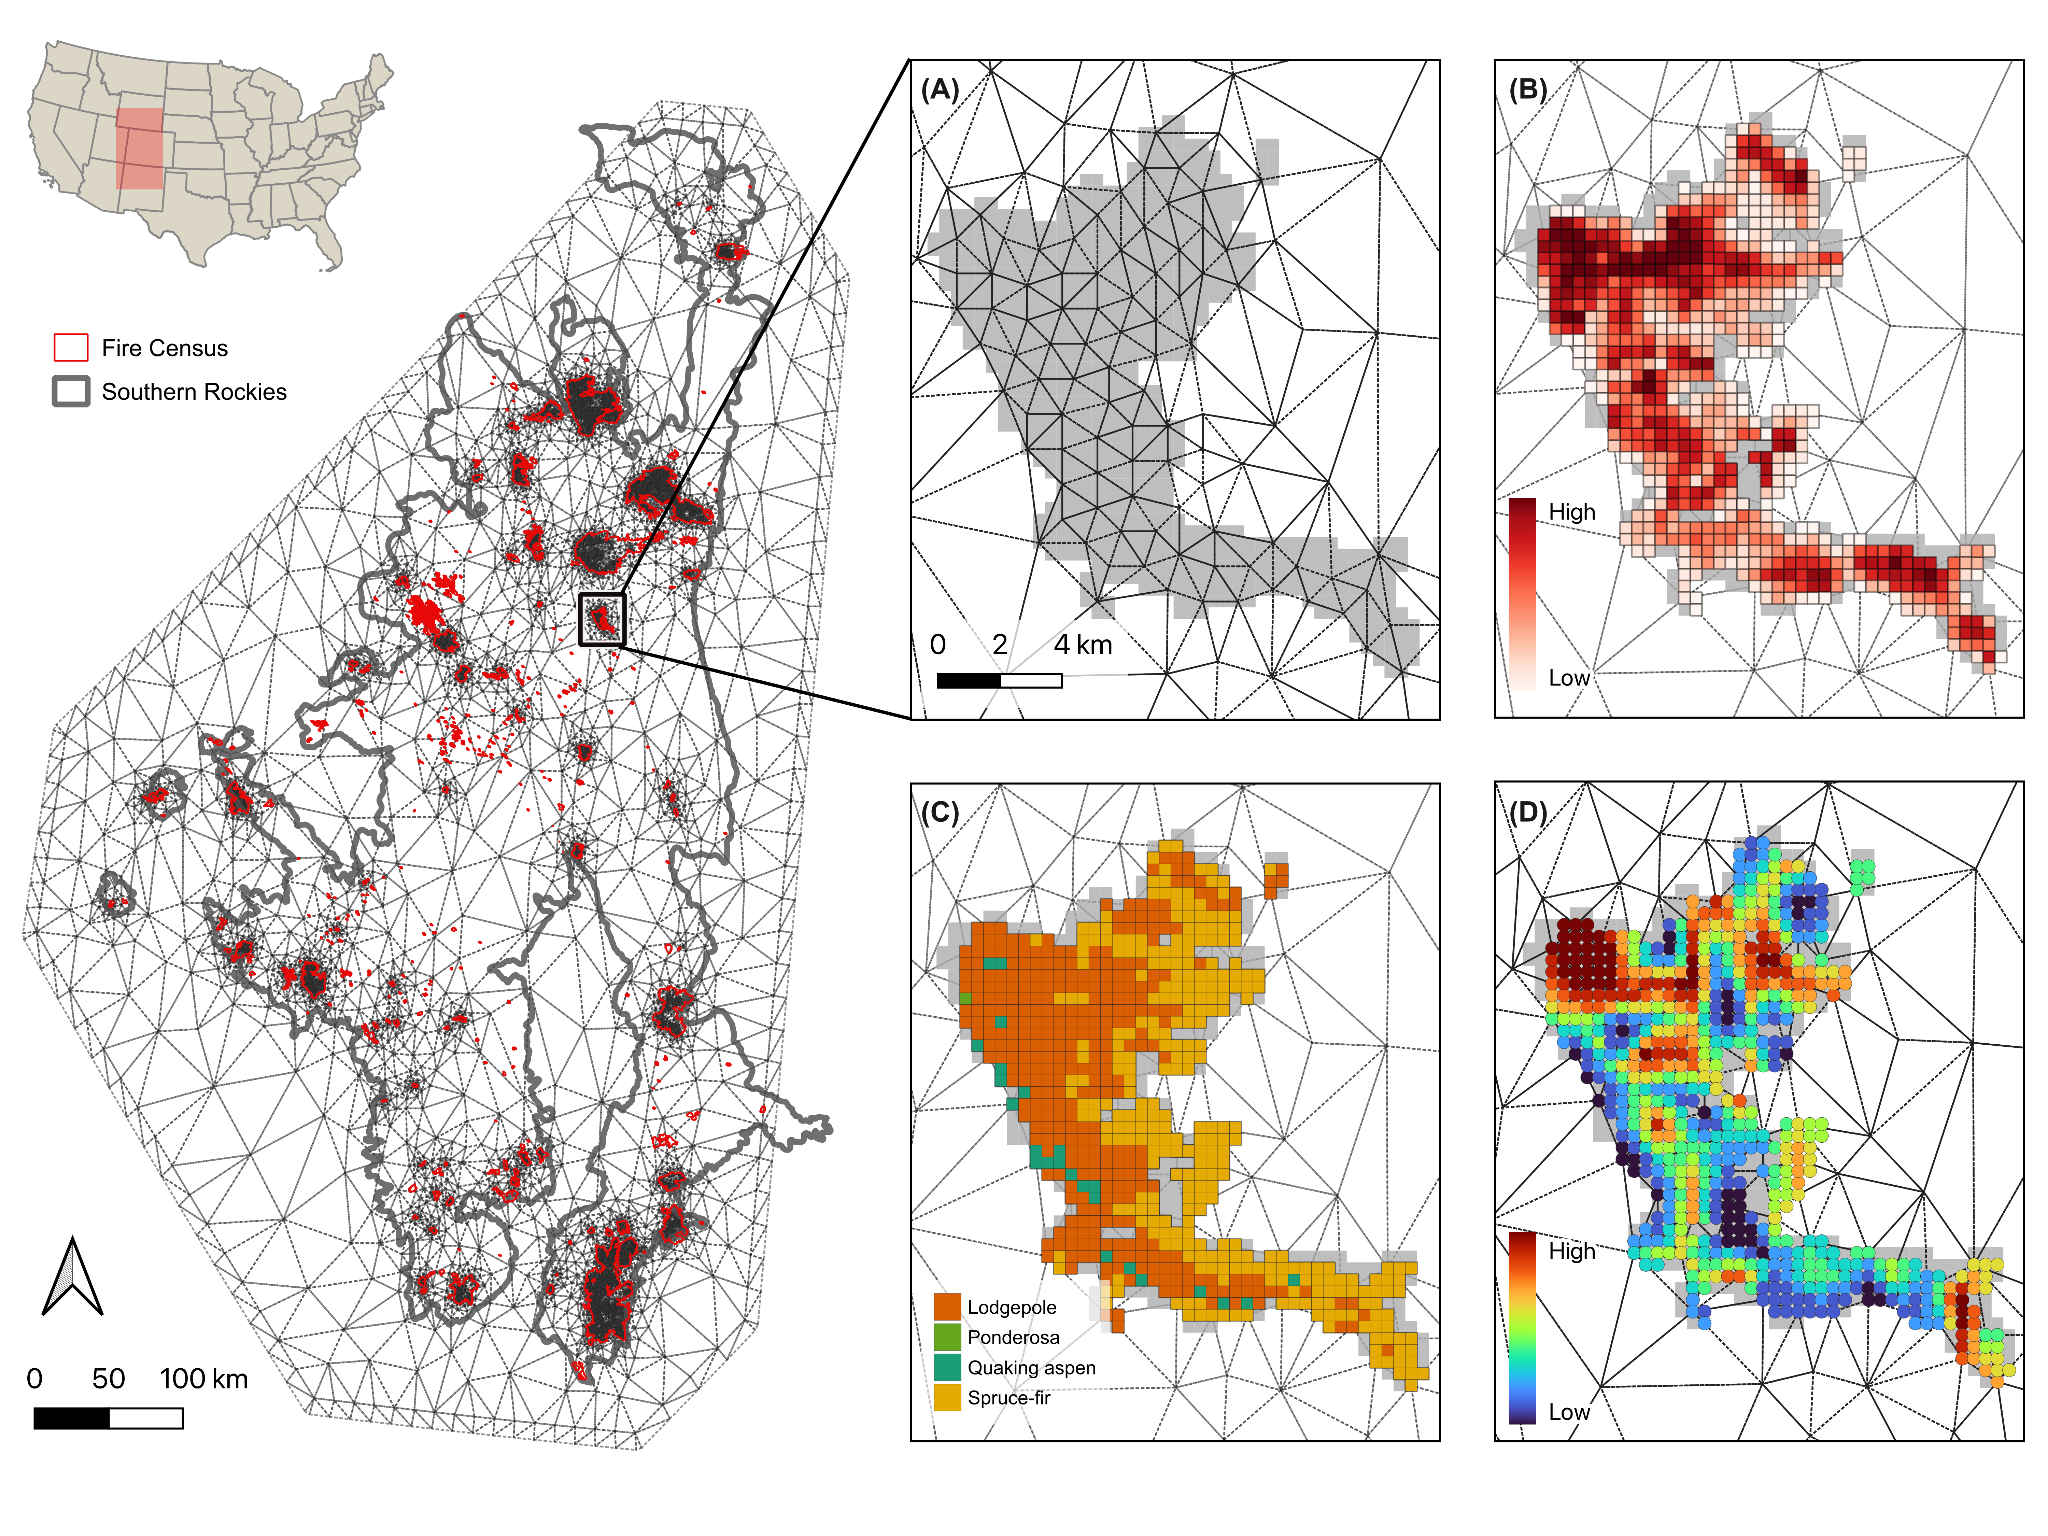 Fire Census
Southern Rockies
0 50 100 km
(A)
0 2 4 km
(B)
High
Low
(C)
Lodgepole
Ponderosa
Quaking aspen
Spruce-fir
(D)
High
Low